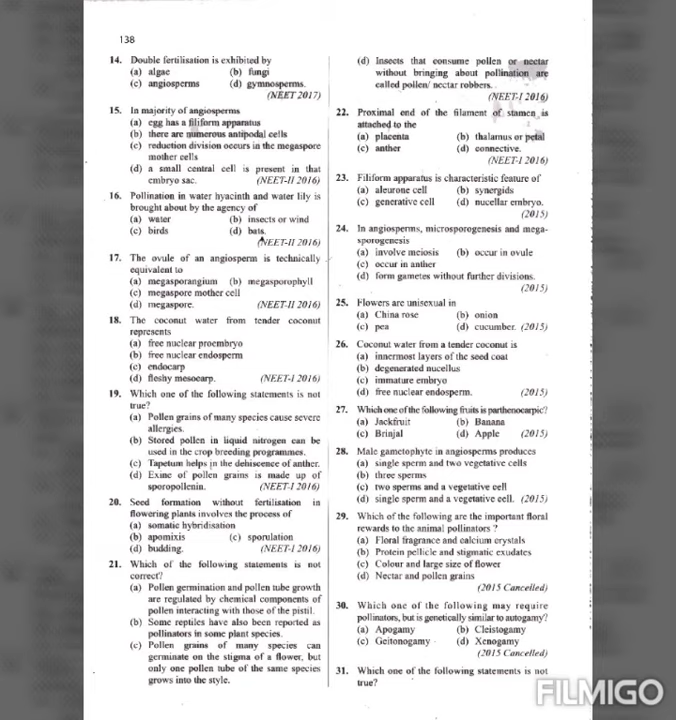 138
14. Double fertilisation is exhibited by
(a) algae (b) fungi
(c) angiosperms (d) gymnosperms.
(NEET 2017)
15. In majority of angiosperms
(a) egg has a filiform apparatus
(b) there are numerous antipodal cells
(c) reduction division occurs in the megaspore
mother cells
(d) a small central cell is present in that
embryo sac. (NEET-II 2016)
16. Pollination in water hyacinth and water lily is
brought about by the agency of
(a) water (b) insects or wind
(c) birds (d) bats.
(NEET-II 2016)
17. The ovule of an angiosperm is technically
equivalent to
(a) megasporangium (b) megasporophyll
(c) megaspore mother cell
(d) megaspore. (NEET-II 2016)
18. The coconut water from tender coconut
represents
(a) free nuclear proembryo
(b) free nuclear endosperm
(c) endocarp
(d) fleshy mesocarp. (NEET-I 2016)
19. Which one of the following statements is not
true?
(a) Pollen grains of many species cause severe
allergies.
(b) Stored pollen in liquid nitrogen can be
used in the crop breeding programmes.
(c) Tapetum helps in the dehiscence of anther.
(d) Exine of pollen grains is made up of
sporopollenin. (NEET-I 2016)
20. Seed formation without fertilisation in
flowering plants involves the process of
(a) somatic hybridisation
(b) apomixis (c) sporulation
(d) budding. (NEET-I 2016)
21. Which of the following statements is not
correct?
(a) Pollen germination and pollen tube growth
are regulated by chemical components of
pollen interacting with those of the pistil.
(b) Some reptiles have also been reported as
pollinators in some plant species.
(c) Pollen grains of many species can
germinate on the stigma of a flower, but
only one pollen tube of the same species
grows into the style.
(d) Insects that consume pollen or nectar
without bringing about pollination are
called pollen/ nectar robbers.
(NEET-I 2016)
22. Proximal end of the filament of stamen is
attached to the
(a) placenta (b) thalamus or petal
(c) anther (d) connective.
(NEET-I 2016)
23. Filiform apparatus is characteristic feature of
(a) aleurone cell (b) synergids
(c) generative cell (d) nucellar embryo.
(2015)
24. In angiosperms, microsporogenesis and mega-
sporogenesis
(a) involve meiosis (b) occur in ovule
(c) occur in anther
(d) form gametes without further divisions.
(2015)
25. Flowers are unisexual in
(a) China rose (b) onion
(c) pea (d) cucumber. (2015)
26. Coconut water from a tender coconut is
(a) innermost layers of the seed coat
(b) degenerated nucellus
(c) immature embryo
(d) free nuclear endosperm. (2015)
27. Which one of the following fruits is parthenocarpic?
(a) Jackfruit (b) Banana
(c) Brinjal (d) Apple (2015)
28. Male gametophyte in angiosperms produces
(a) single sperm and two vegetative cells
(b) three sperms
(c) two sperms and a vegetative cell
(d) single sperm and a vegetative cell. (2015)
29. Which of the following are the important floral
rewards to the animal pollinators ?
(a) Floral fragrance and calcium crystals
(b) Protein pellicle and stigmatic exudates
(c) Colour and large size of flower
(d) Nectar and pollen grains
(2015 Cancelled)
30. Which one of the following may require
pollinators, but is genetically similar to autogamy?
(a) Apogamy (b) Cleistogamy
(c) Geitonogamy (d) Xenogamy
(2015 Cancelled)
31. Which one of the following statements is not
true?
FILMIGO